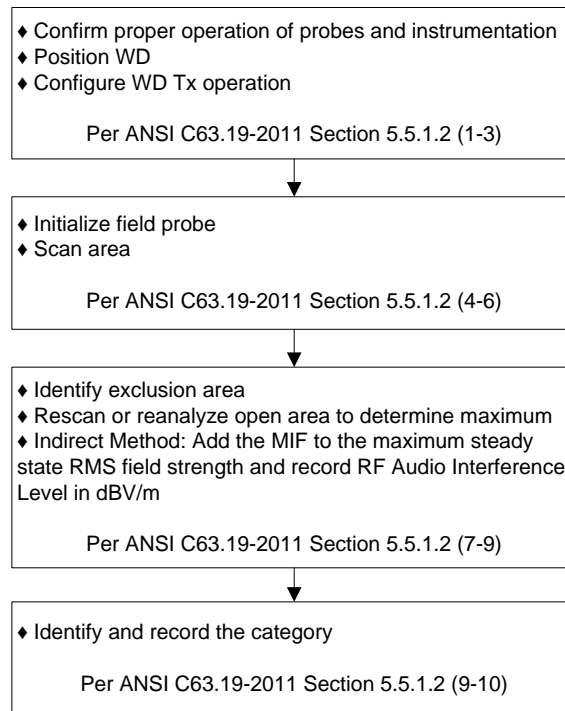 ♦ Confirm proper operation of probes and instrumentation
♦ Position WD
♦ Configure WD Tx operation
Per ANSI C63.19-2011 Section 5.5.1.2 (1-3)
♦ Initialize field probe
♦ Scan area
Per ANSI C63.19-2011 Section 5.5.1.2 (4-6)
♦ Identify exclusion area
♦ Rescan or reanalyze open area to determine maximum
♦ Indirect Method: Add the MIF to the maximum steady
state RMS field strength and record RF Audio Interference
Level in dBV/m
Per ANSI C63.19-2011 Section 5.5.1.2 (7-9)
♦ Identify and record the category
Per ANSI C63.19-2011 Section 5.5.1.2 (9-10)